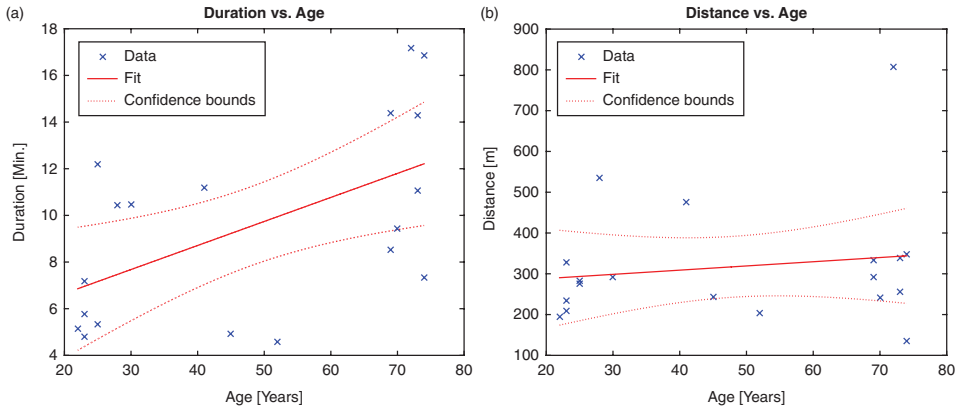 (a)
Duration vs. Age
18
16
14
12
10
8
6
4
Duration [Min.]
Data
Fit
Confidence bounds
20 30 40 50 60 70 80
Age [Years]
(b)
Distance vs. Age
900
800
700
600
500
400
300
200
100
Distance [m]
Data
Fit
Confidence bounds
20 30 40 50 60 70 80
Age [Years]